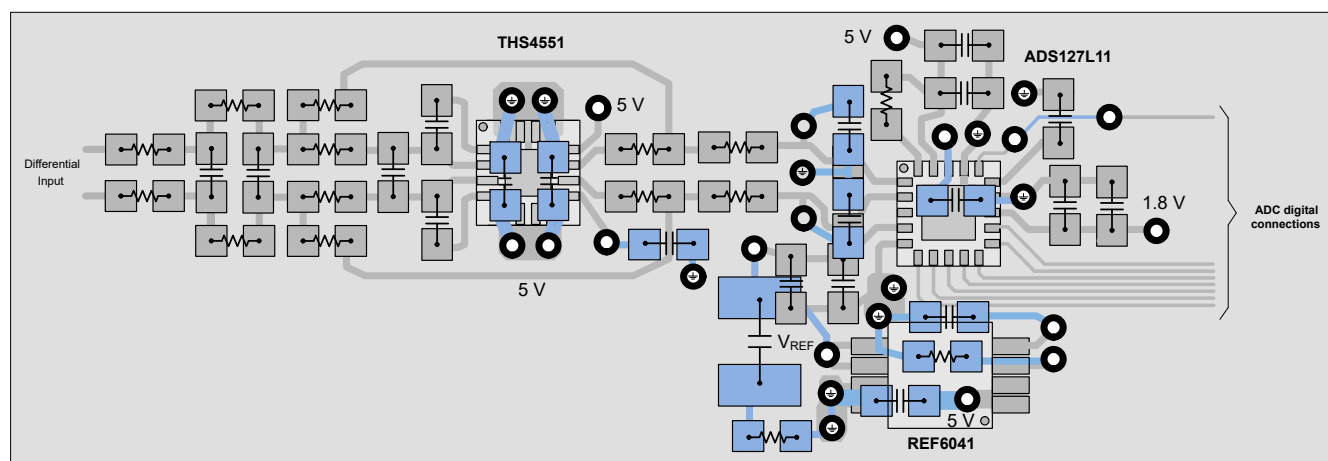 THS4551
5 V
ADS127L11
5 V
Differential
Input
1.8 V
ADC digital
connections
5 V
VREF
5 V
REF6041